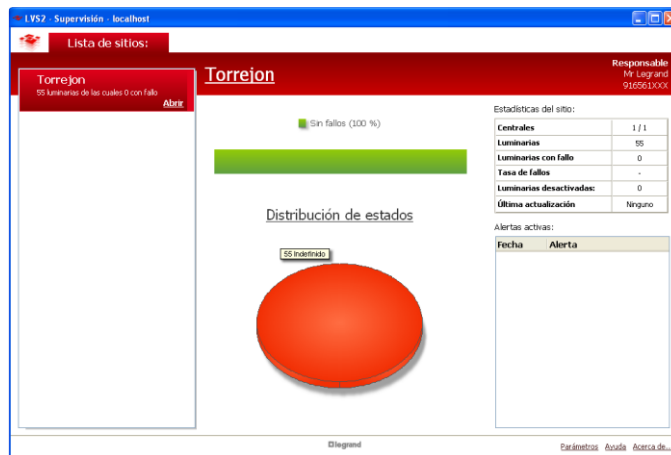 LVS2 - Supervisión - localhost
Lista de sitios:
Torrejon
55 luminarias de las cuales 0 con fallo
Abrir
Torrejon
Responsable
Mr Legrand
916561XXX
Sin fallos (100 %)
Distribución de estados
55 Indefinido
Estadísticas del sitio:
Centrales 1 / 1
Luminarias 55
Luminarias con fallo 0
Tasa de fallos -
Luminarias desactivadas: 0
Última actualización Ninguno
Alertas activas:
Fecha Alerta
legrand
Parámetros Ayuda Acerca de...